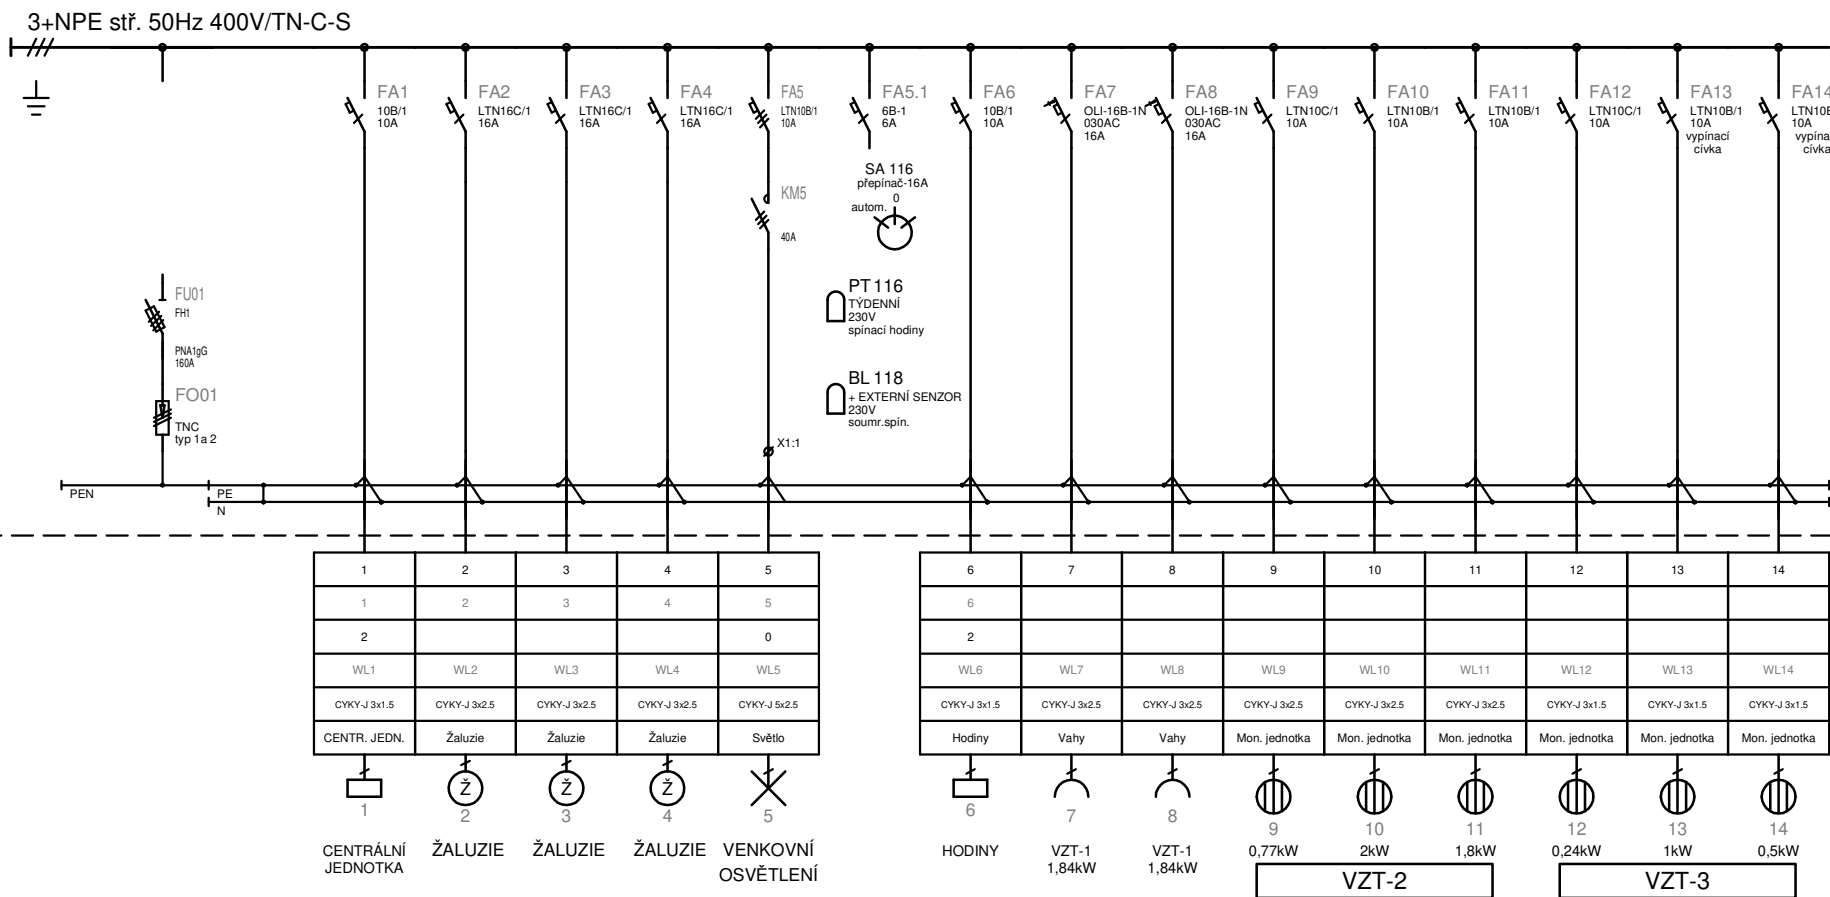 3+NPE stř. 50Hz 400V/TN-C-S
FA1
10B/1
10A
FA2
LTN16C/1
16A
FA3
LTN16C/1
16A
FA4
LTN16C/1
16A
FA5
LTN10B/1
10A
FA5.1
6B-1
6A
FA6
10B/1
10A
FA7
OLI-16B-1N
030AC
16A
FA8
OLI-16B-1N
030AC
16A
FA9
LTN10C/1
10A
FA10
LTN10B/1
10A
FA11
LTN10B/1
10A
FA12
LTN10C/1
10A
FA13
LTN10B/1
10A
vypínací
cívka
FA14
LTN10B
10A
vypína
cívka
KM5
40A
SA 116
přepínač-16A
0
autom.
PT 116
TÝDENNÍ
230V
spínací hodiny
BL 118
+ EXTERNÍ SENZOR
230V
soumr.spín.
FU01
FH1
PNA1gG
160A
FO01
TNC
typ 1a 2
X1:1
PEN
PE
N
1 2 3 4 5 6 7 8 9 10 11 12 13 14
1 2 3 4 5 6
2 0 2
WL1 WL2 WL3 WL4 WL5 WL6 WL7 WL8 WL9 WL10 WL11 WL12 WL13 WL14
CYKY-J 3x1.5 CYKY-J 3x2.5 CYKY-J 3x2.5 CYKY-J 3x2.5 CYKY-J 5x2.5 CYKY-J 3x1.5 CYKY-J 3x2.5 CYKY-J 3x2.5 CYKY-J 3x2.5 CYKY-J 3x2.5 CYKY-J 3x2.5 CYKY-J 3x1.5 CYKY-J 3x1.5 CYKY-J 3x1.5
CENTR. JEDN. Žaluzie Žaluzie Žaluzie Světlo Hodiny Vahy Vahy Mon. jednotka Mon. jednotka Mon. jednotka Mon. jednotka Mon. jednotka Mon. jednotka
Ž Ž Ž
1 2 3 4 5 6 7 8 9 10 11 12 13 14
CENTRÁLNÍ
JEDNOTKA
ŽALUZIE
ŽALUZIE
ŽALUZIE
VENKOVNÍ
OSVĚTLENÍ
HODINY
VZT-1
1,84kW
VZT-1
1,84kW
0,77kW 2kW 1,8kW 0,24kW 1kW 0,5kW
VZT-2
VZT-3